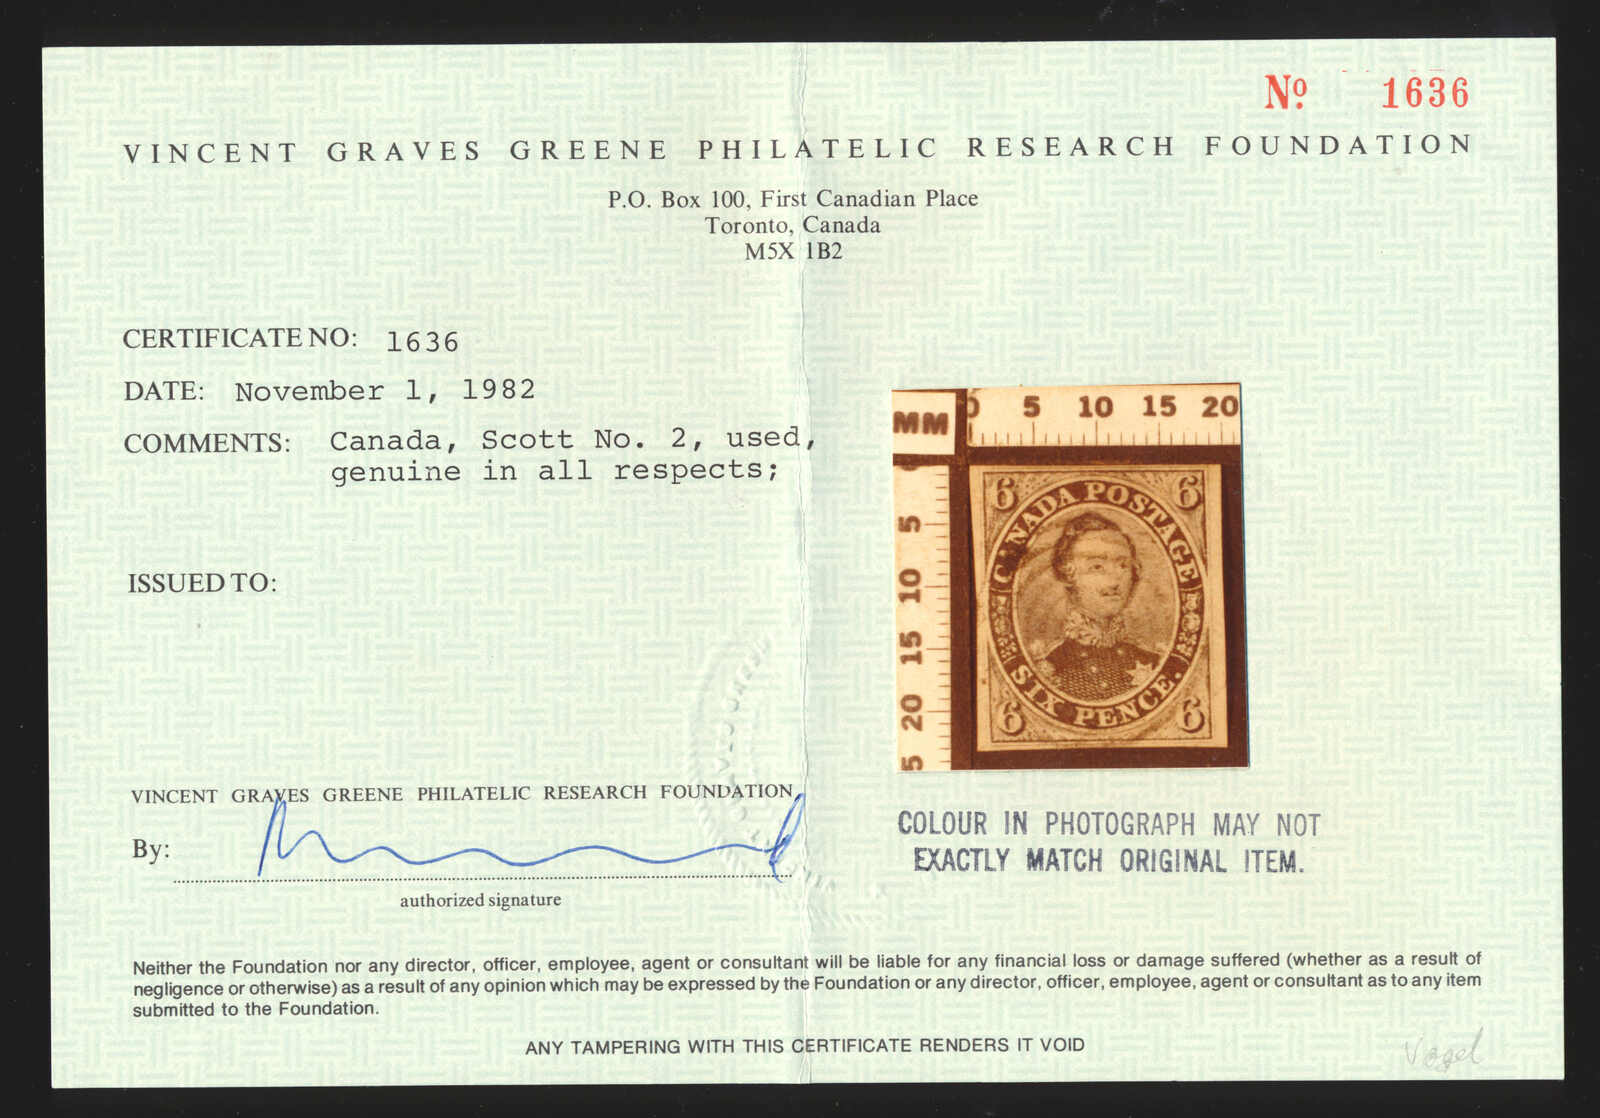 Nº 1636
VINCENT GRAVES GREENE PHILATELIC RESEARCH FOUNDATION
P.O. Box 100, First Canadian Place
Toronto, Canada
M5X 1B2
CERTIFICATE NO: 1636
DATE: November 1, 1982
COMMENTS: Canada, Scott No. 2, used,
genuine in all respects;
ISSUED TO:
MM 0 5 10 15 20
5
10
15
20
5
6 6
CANADA POSTAGE
SIX PENCE.
6 6
VINCENT GRAVES GREENE PHILATELIC RESEARCH FOUNDATION
By:
authorized signature
COLOUR IN PHOTOGRAPH MAY NOT
EXACTLY MATCH ORIGINAL ITEM.
Neither the Foundation nor any director, officer, employee, agent or consultant will be liable for any financial loss or damage suffered (whether as a result of
negligence or otherwise) as a result of any opinion which may be expressed by the Foundation or any director, officer, employee, agent or consultant as to any item
submitted to the Foundation.
ANY TAMPERING WITH THIS CERTIFICATE RENDERS IT VOID
Vogel